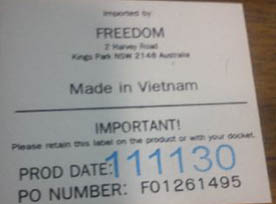 Imported by
FREEDOM
2 Harvey Road
Kings Park NSW 2148 Australia
Made in Vietnam
IMPORTANT!
Please retain this label on the product or with your docket.
PROD DATE: 111130
PO NUMBER: F01261495